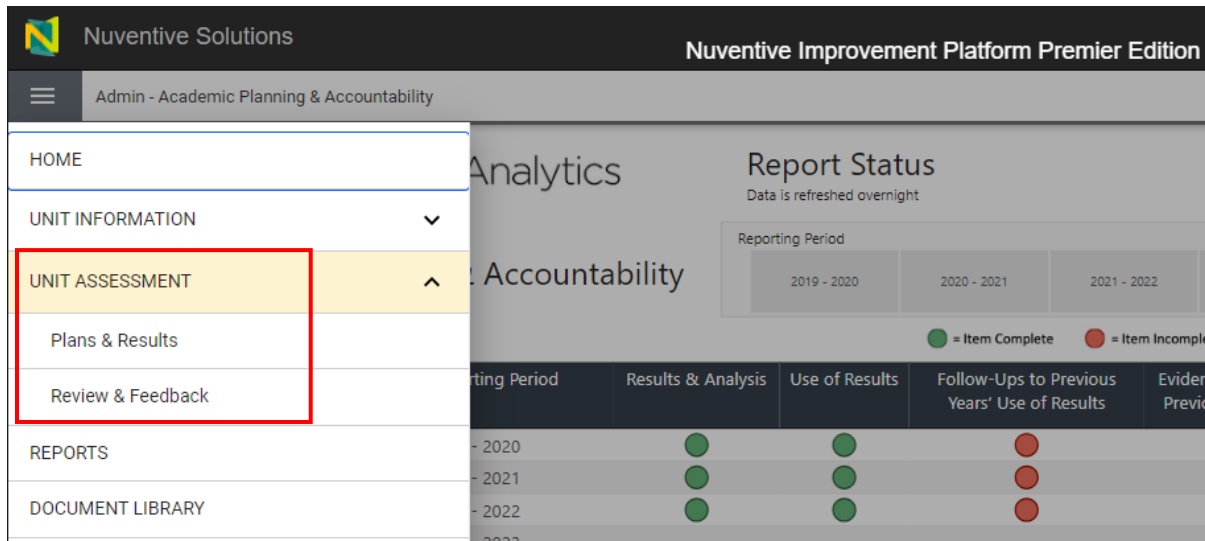 Nuventive Solutions
Nuventive Improvement Platform Premier Edition
Admin - Academic Planning & Accountability
HOME
UNIT INFORMATION
UNIT ASSESSMENT
Plans & Results
Review & Feedback
REPORTS
DOCUMENT LIBRARY
Analytics
Accountability
Report Status
Data is refreshed overnight
Reporting Period
2019 - 2020
2020 - 2021
2021 - 2022
= Item Complete
= Item Incomple
rting Period
Results & Analysis
Use of Results
Follow-Ups to Previous
Years' Use of Results
Eviden
Previo
- 2020
- 2021
- 2022